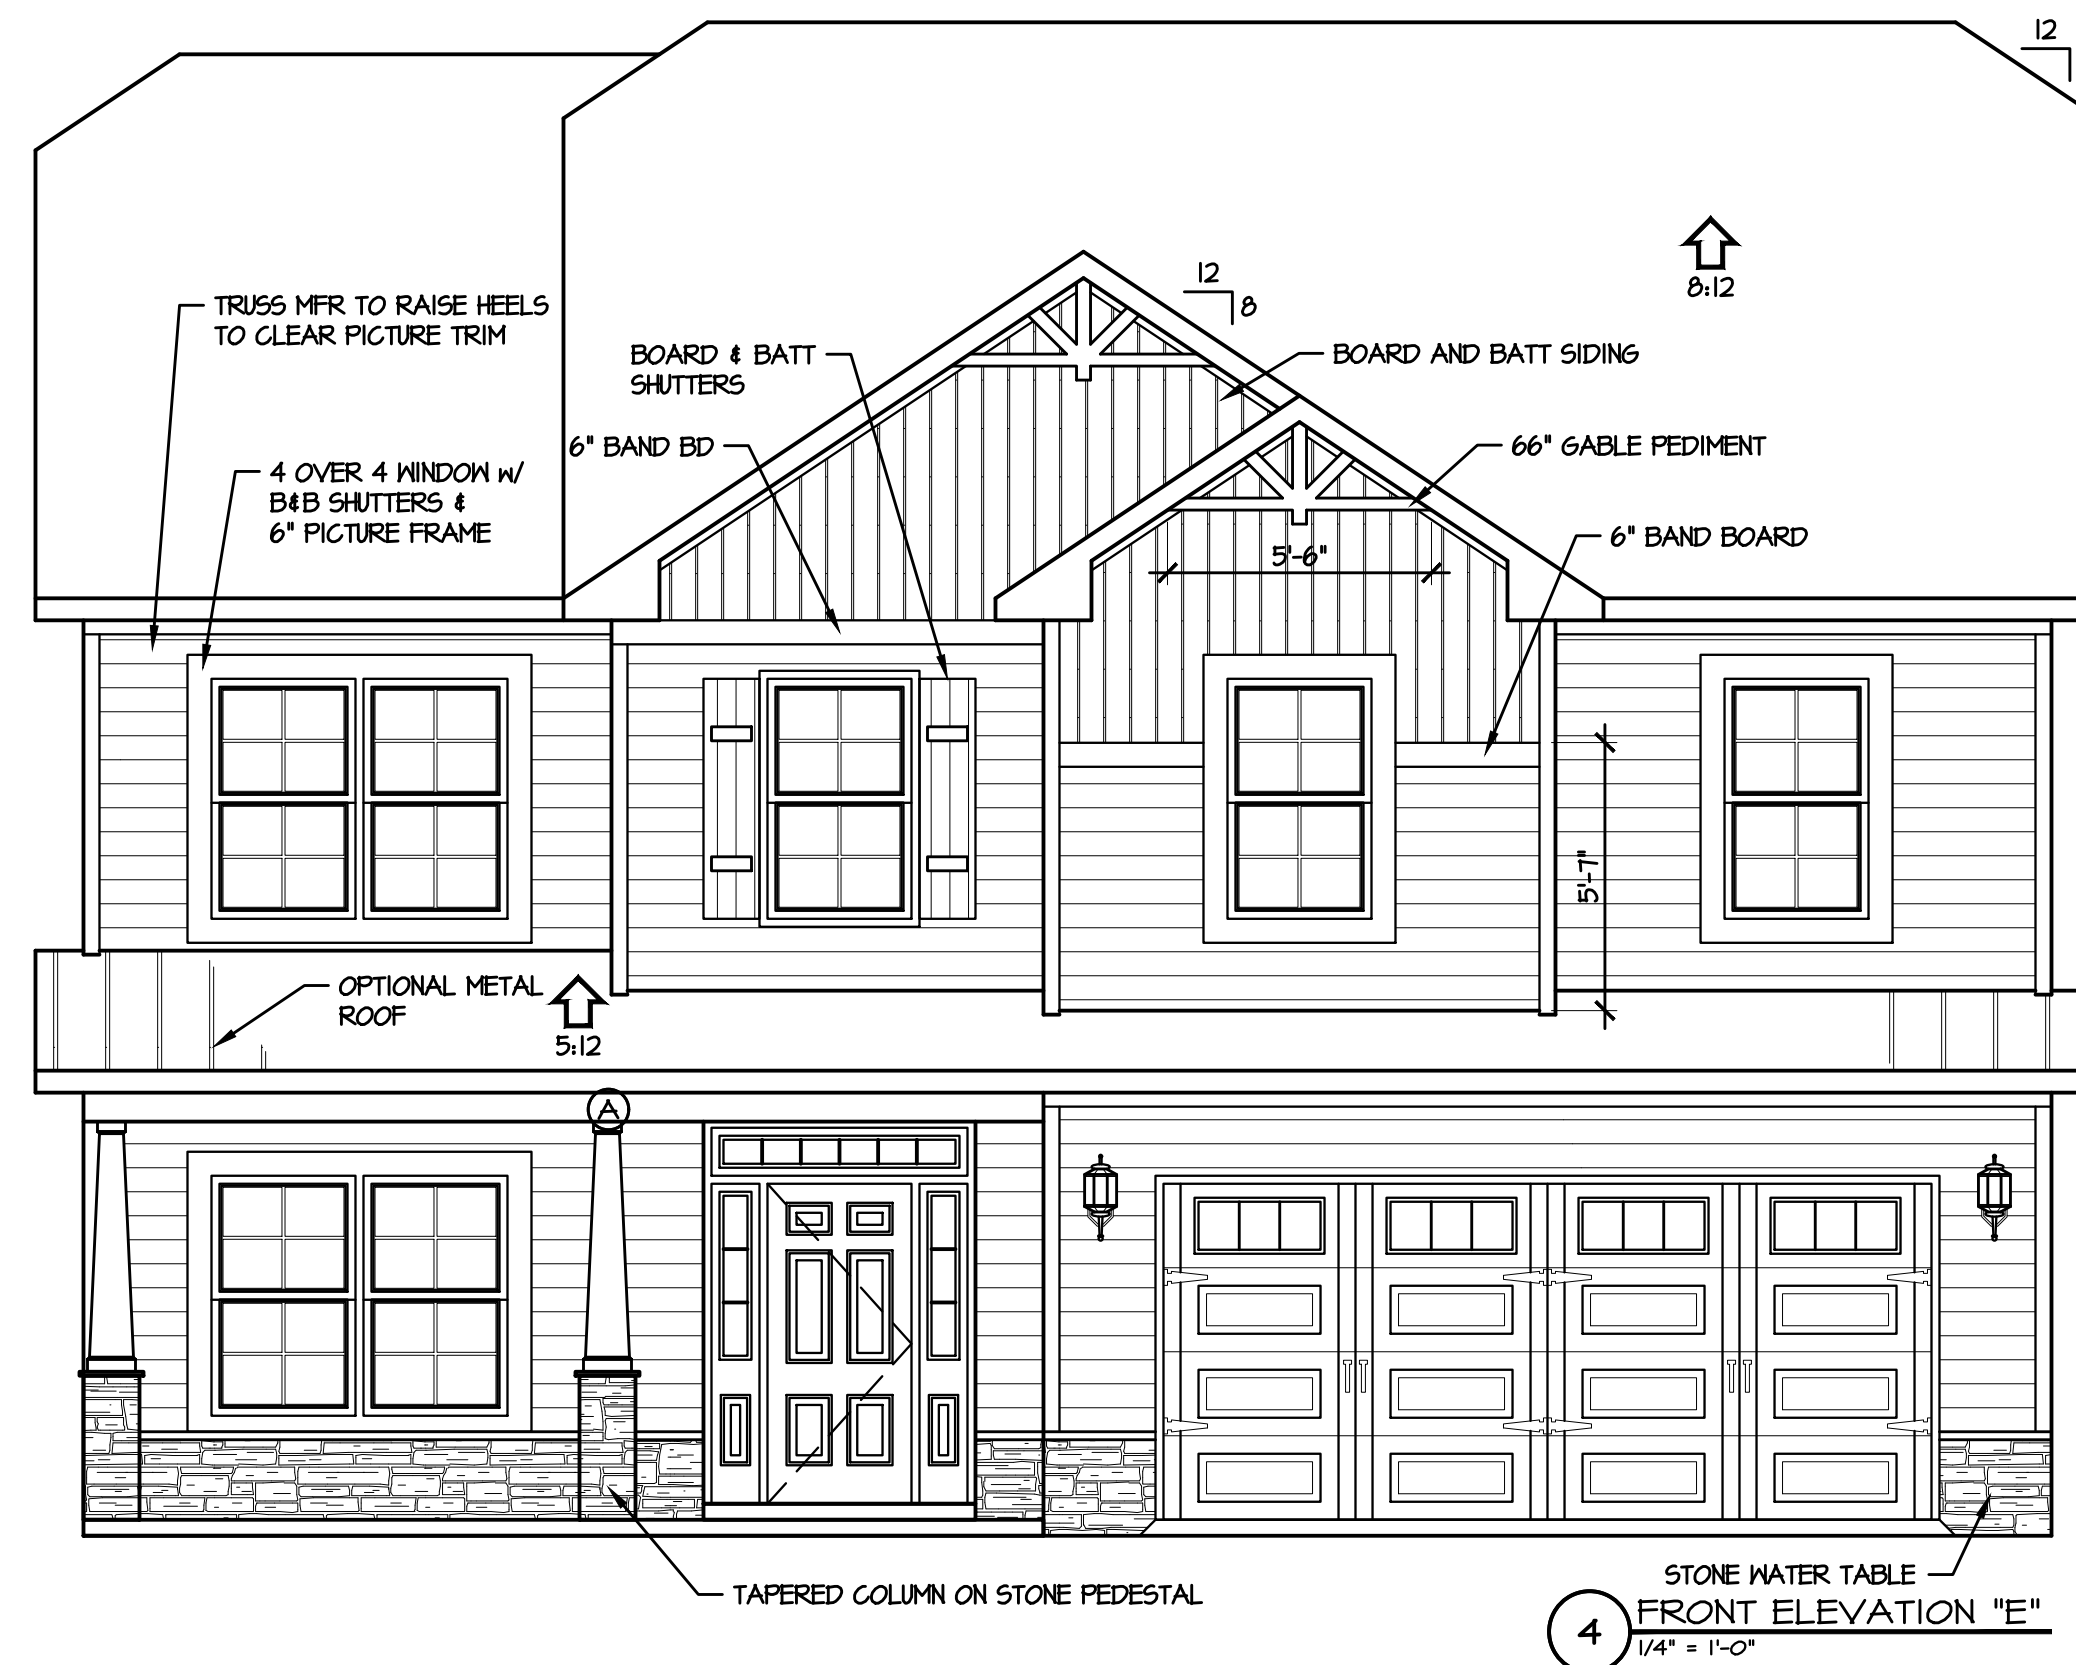 12
12
8
8:12
TRUSS MFR TO RAISE HEELS
TO CLEAR PICTURE TRIM
BOARD & BATT
SHUTTERS
BOARD AND BATT SIDING
6" BAND BD
66" GABLE PEDIMENT
4 OVER 4 WINDOW w/
B&B SHUTTERS &
6" PICTURE FRAME
6" BAND BOARD
5'-6"
5'-7"
OPTIONAL METAL
ROOF
5:12
A
TAPERED COLUMN ON STONE PEDESTAL
STONE WATER TABLE
4
FRONT ELEVATION "E"
1/4" = 1'-0"